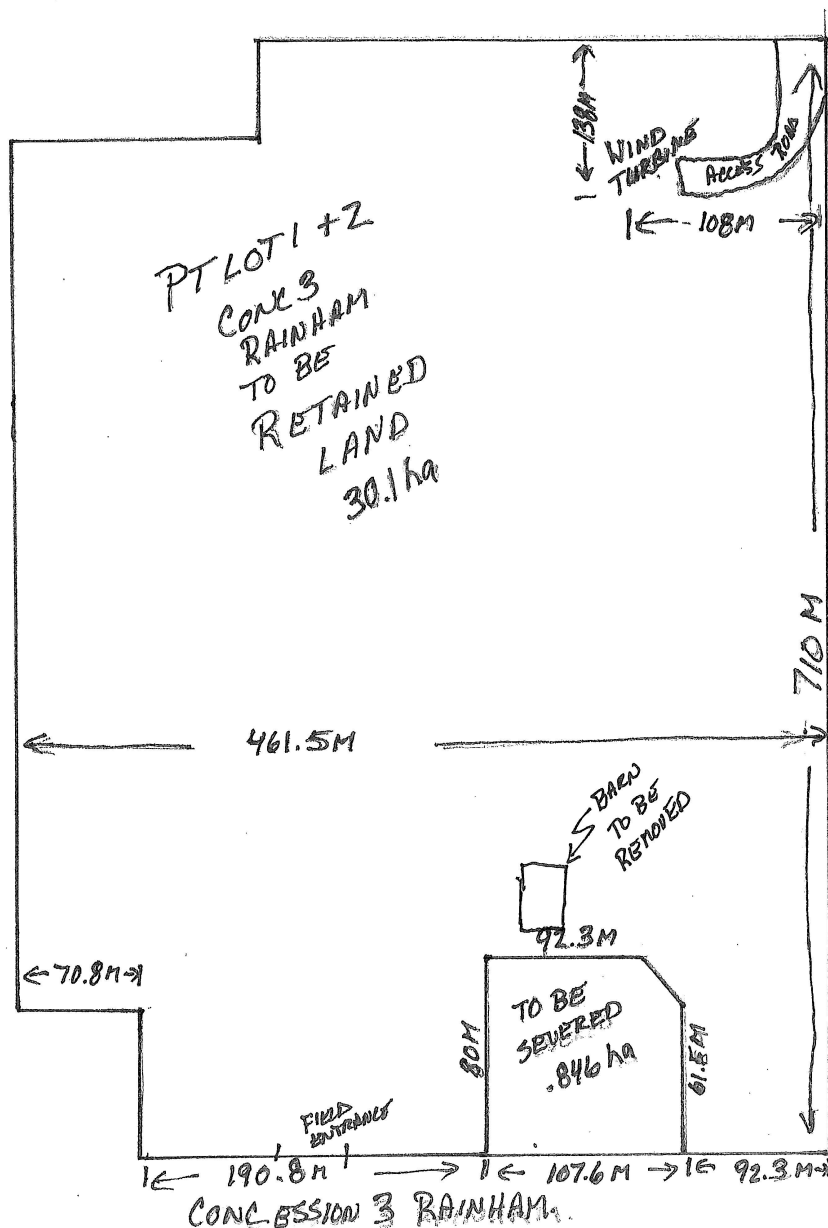 138M
WIND
TURBINE
ACCESS ROAD
108M
PT LOT 1 + 2
CONC 3
RAINHAM
TO BE
RETAINED
LAND
30.1 ha
710 M
461.5M
BARN
TO BE
REMOVED
92.3M
70.8M
TO BE
SEVERED
.846 ha
80M
61.5M
FIELD
ENTRANCE
190.8M
107.6M
92.3M
CONCESSION 3 RAINHAM.